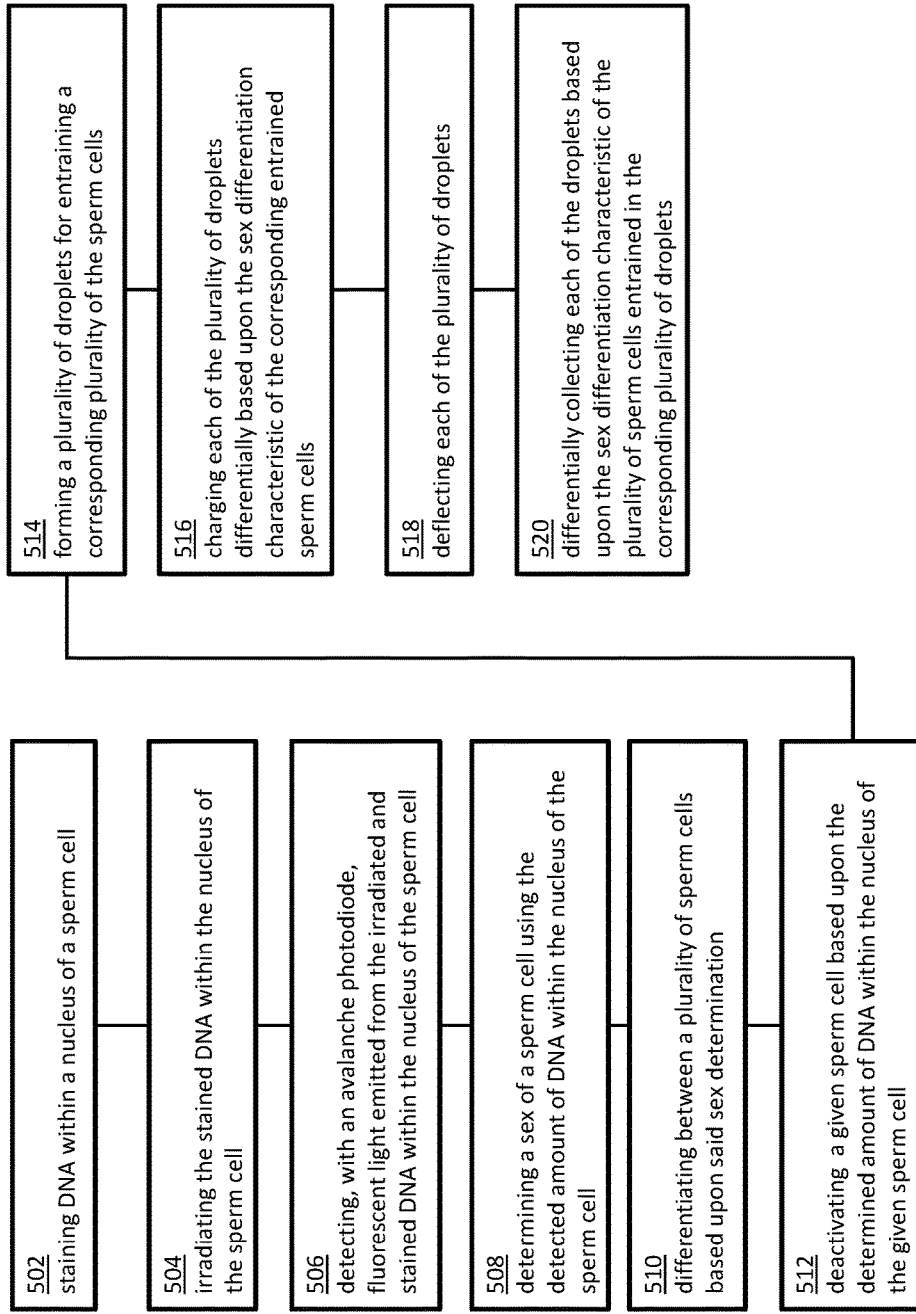 502
staining DNA within a nucleus of a sperm cell
504
irradiating the stained DNA within the nucleus of
the sperm cell
506
detecting, with an avalanche photodiode,
fluorescent light emitted from the irradiated and
stained DNA within the nucleus of the sperm cell
508
determining a sex of a sperm cell using the
detected amount of DNA within the nucleus of the
sperm cell
510
differentiating between a plurality of sperm cells
based upon said sex determination
512
deactivating a given sperm cell based upon the
determined amount of DNA within the nucleus of
the given sperm cell
514
forming a plurality of droplets for entraining a
corresponding plurality of the sperm cells
516
charging each of the plurality of droplets
differentially based upon the sex differentiation
characteristic of the corresponding entrained
sperm cells
518
deflecting each of the plurality of droplets
520
differentially collecting each of the droplets based
upon the sex differentiation characteristic of the
plurality of sperm cells entrained in the
corresponding plurality of droplets